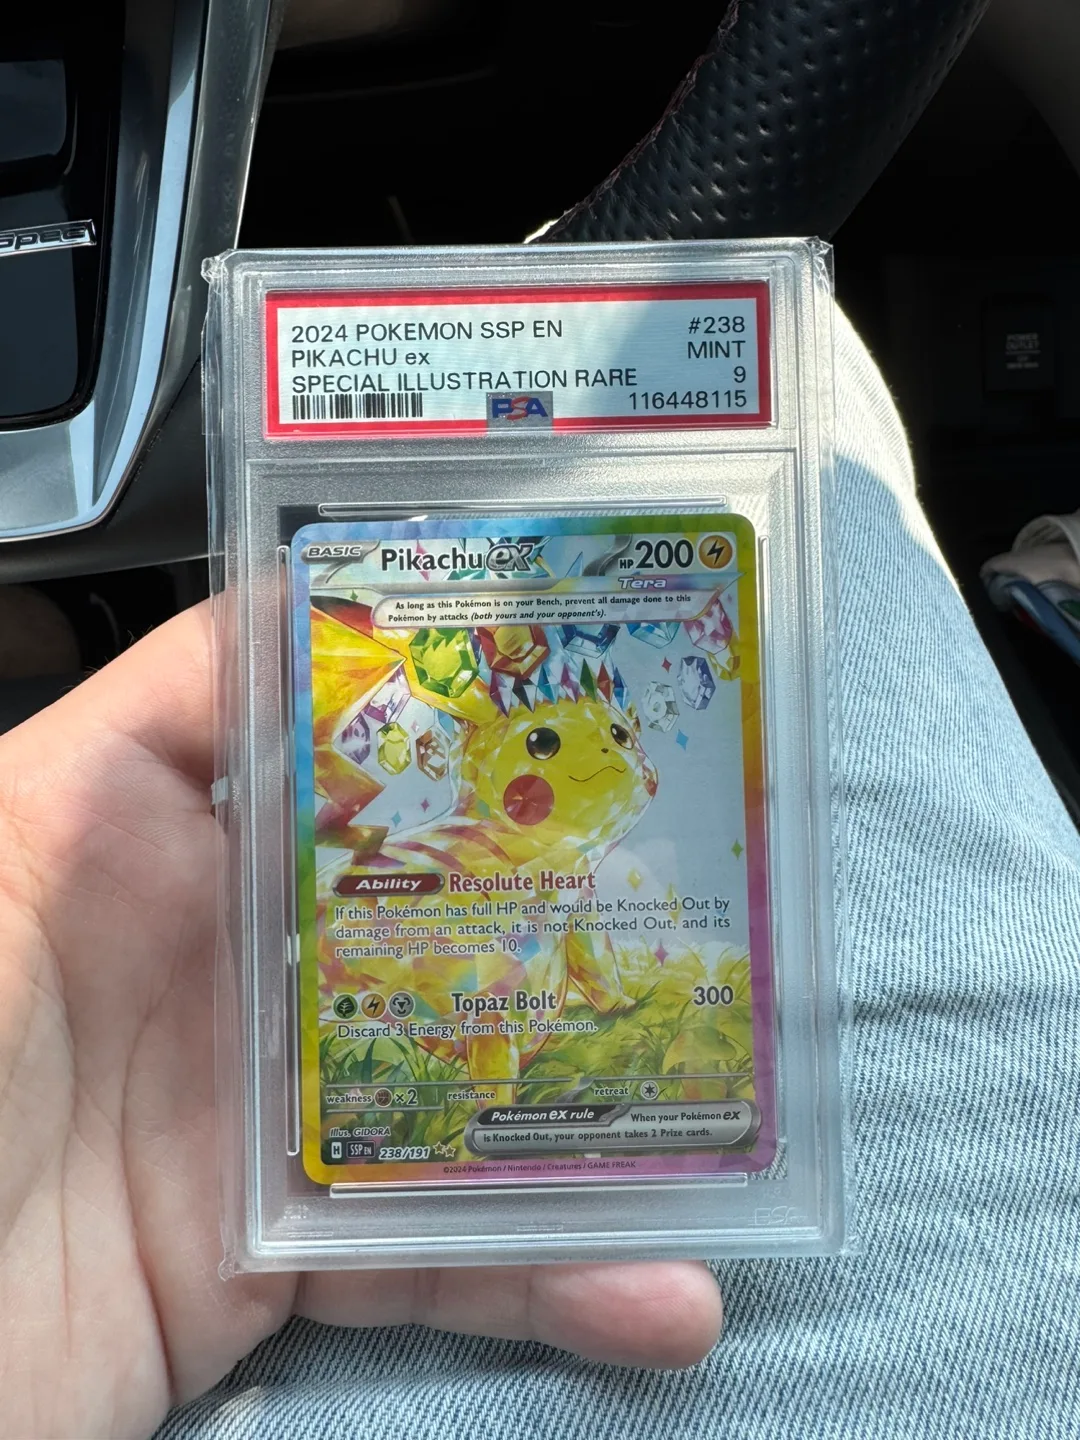 2024 POKEMON SSP EN #238
PIKACHU ex MINT
SPECIAL ILLUSTRATION RARE 9
PSA 116448115
POWER
OUTLET
BASIC Pikachu ex HP 200
Tera
As long as this Pokémon is on your Bench, prevent all damage done to this
Pokémon by attacks (both yours and your opponent's).
Ability Resolute Heart
If this Pokémon has full HP and would be Knocked Out by
damage from an attack, it is not Knocked Out, and its
remaining HP becomes 10.
Topaz Bolt 300
Discard 3 Energy from this Pokémon.
weakness ×2 resistance retreat
Pokémon ex rule When your Pokémon ex
is Knocked Out, your opponent takes 2 Prize cards.
Illus. GIDORA
H SSP EN 238/191
©2024 Pokémon / Nintendo / Creatures / GAME FREAK